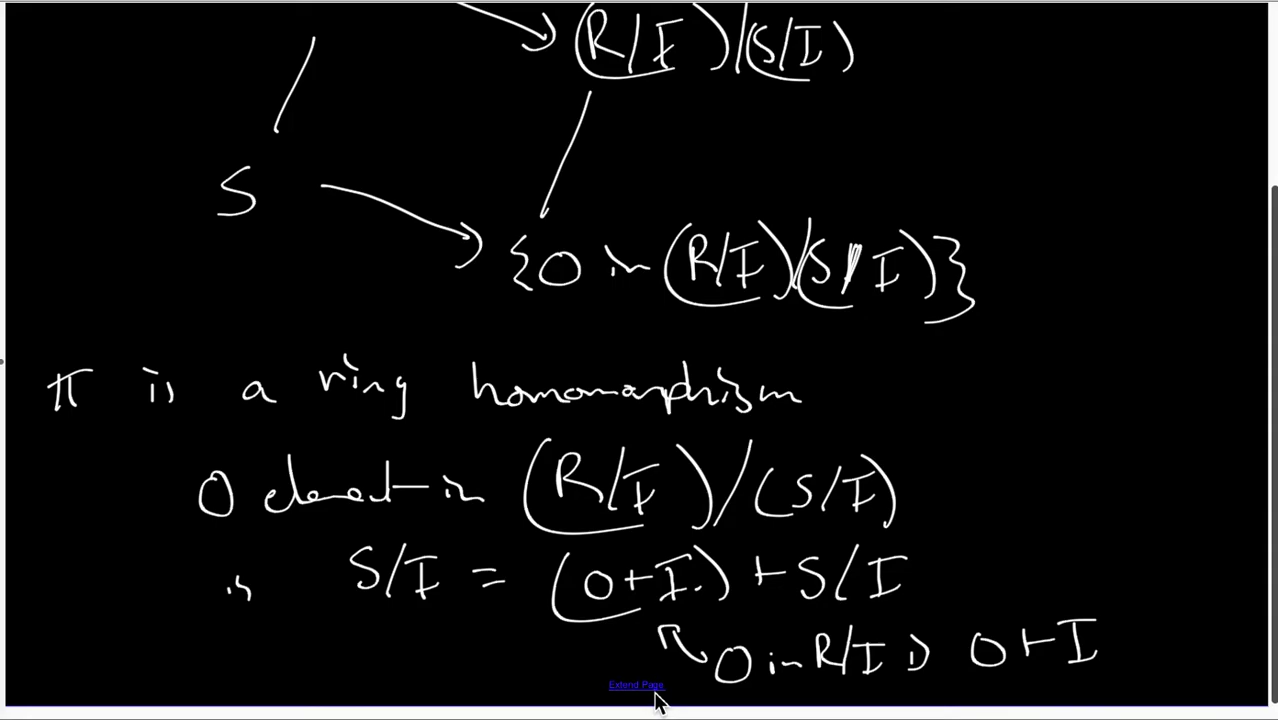 (R/I)/(S/I)
S
{0 in (R/I)/(S/I)}
π is a ring homomorphism
0 element in (R/I)/(S/I)
is S/I = (0+I) + S/I
0 in R/I is 0+I
Extend Page